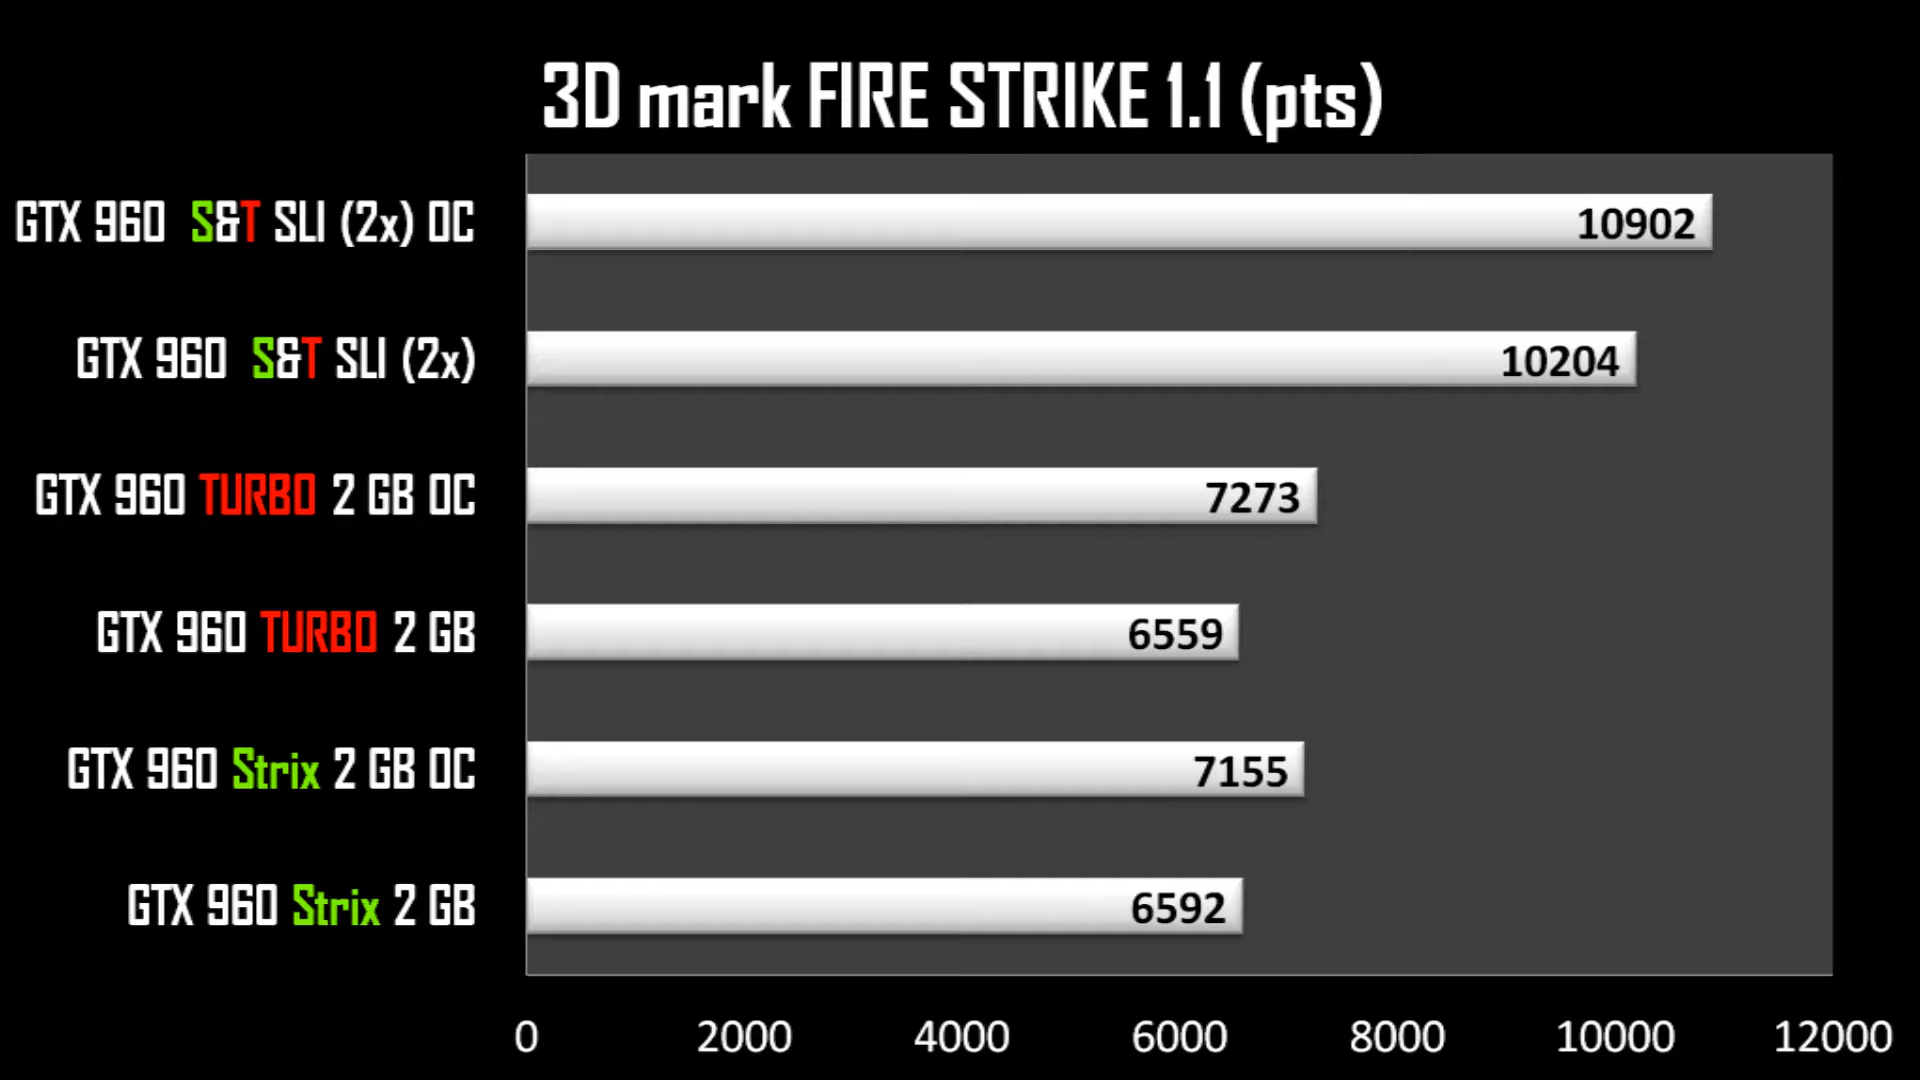 3D mark FIRE STRIKE 1.1 (pts)
GTX 960 S&T SLI (2x) OC
10902
GTX 960 S&T SLI (2x)
10204
GTX 960 TURBO 2 GB OC
7273
GTX 960 TURBO 2 GB
6559
GTX 960 Strix 2 GB OC
7155
GTX 960 Strix 2 GB
6592
0 2000 4000 6000 8000 10000 12000